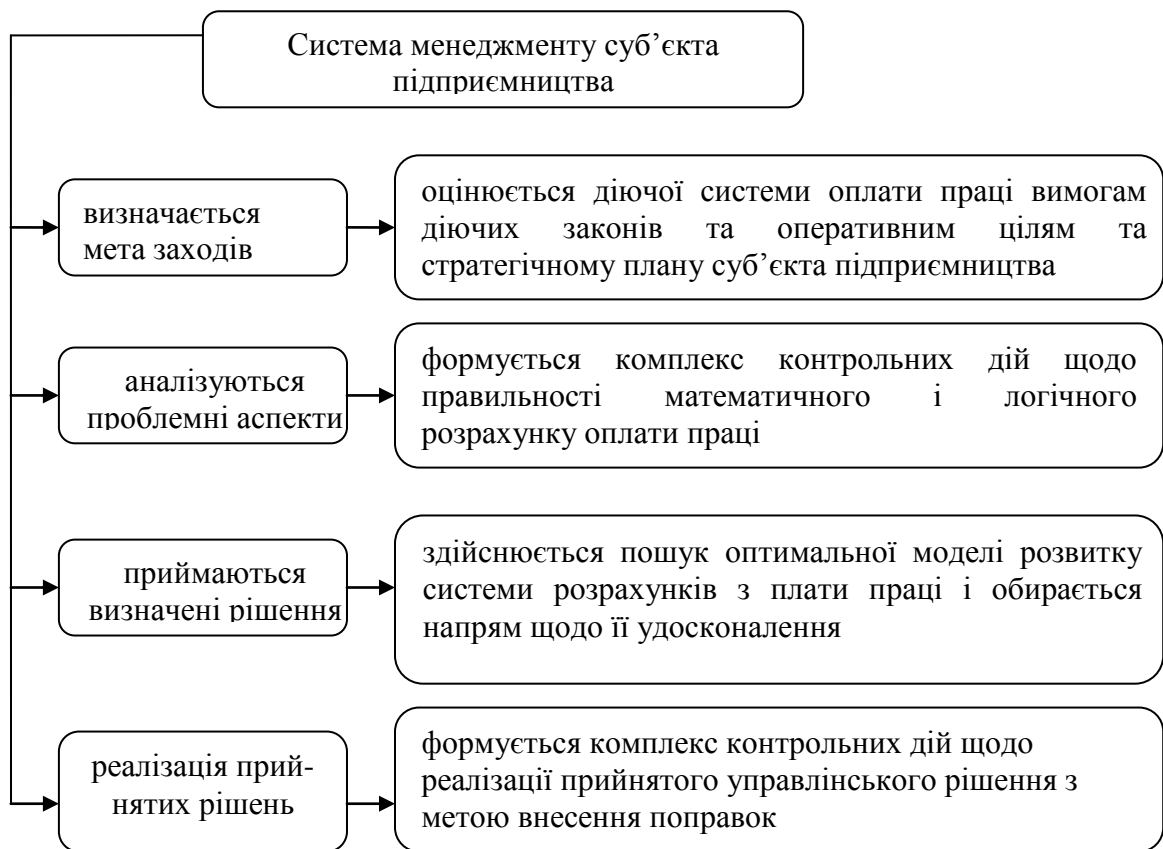 Система менеджменту суб’єкта
підприємництва
визначається
мета заходів
оцінюється діючої системи оплати праці вимогам
діючих законів та оперативним цілям та
стратегічному плану суб’єкта підприємництва
аналізуються
проблемні аспекти
формується комплекс контрольних дій щодо
правильності математичного і логічного
розрахунку оплати праці
приймаються
визначені рішення
здійснюється пошук оптимальної моделі розвитку
системи розрахунків з плати праці і обирається
напрям щодо її удосконалення
реалізація прий-
нятих рішень
формується комплекс контрольних дій щодо
реалізації прийнятого управлінського рішення з
метою внесення поправок